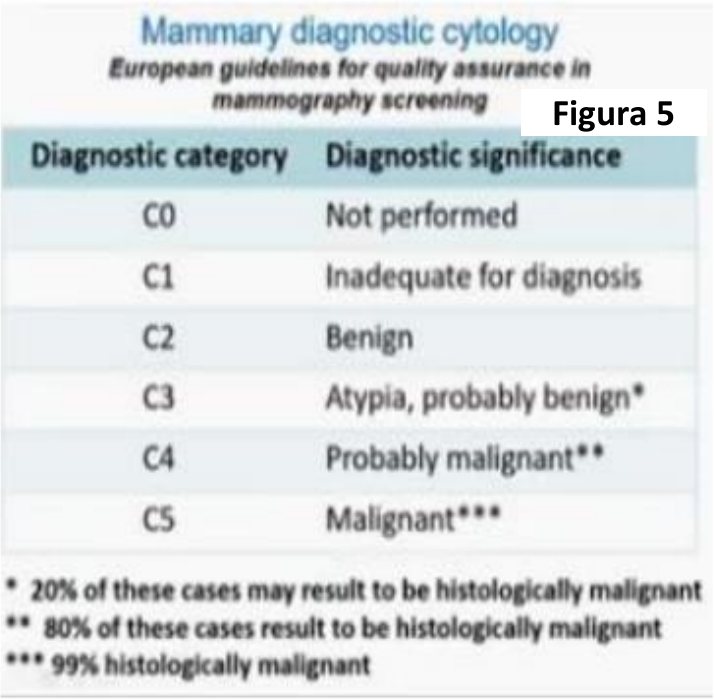 Mammary diagnostic cytology
European guidelines for quality assurance in
mammography screening
Figura 5
Diagnostic category Diagnostic significance
C0 Not performed
C1 Inadequate for diagnosis
C2 Benign
C3 Atypia, probably benign*
C4 Probably malignant**
C5 Malignant***
* 20% of these cases may result to be histologically malignant
** 80% of these cases result to be histologically malignant
*** 99% histologically malignant